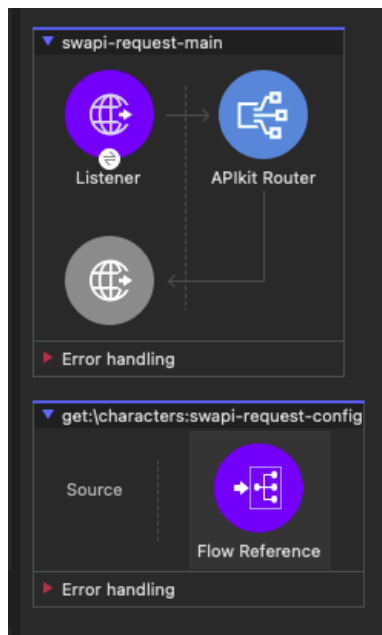 swapi-request-main
Listener
APIkit Router
Error handling
get:\characters:swapi-request-config
Source
Flow Reference
Error handling